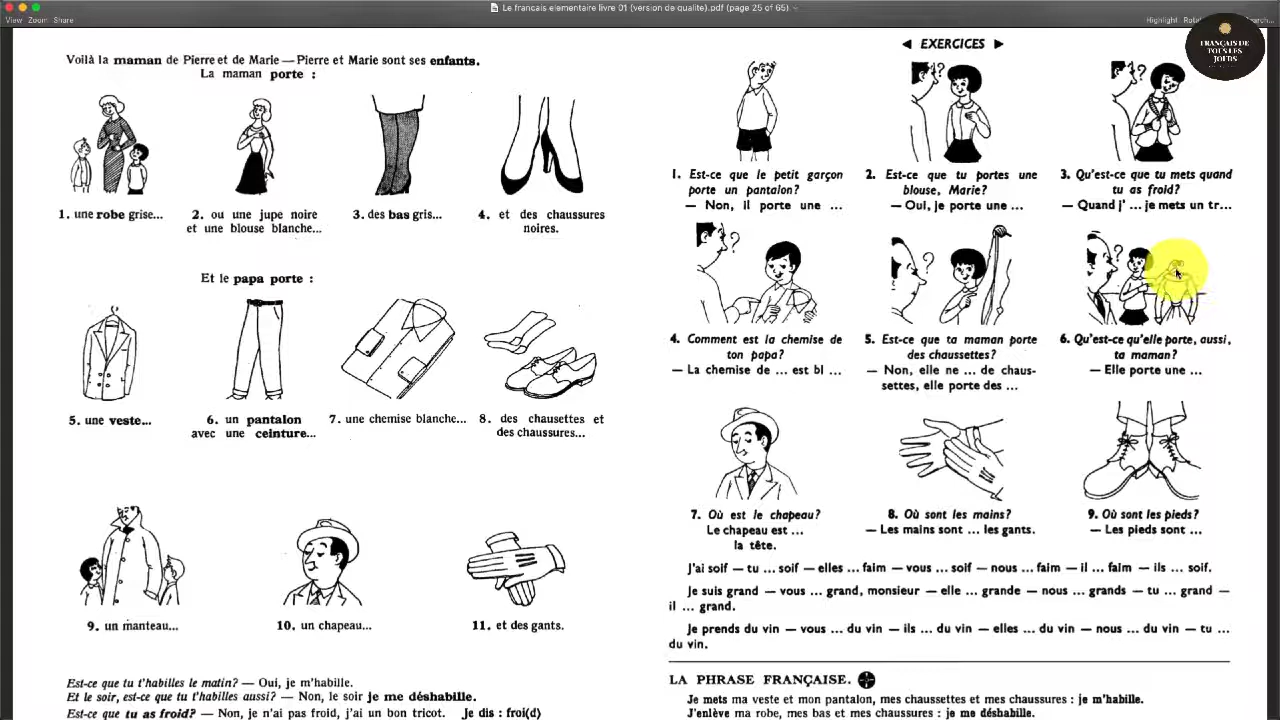 Le francais elementaire livre 01 (version de qualite).pdf (page 25 of 65)
View Zoom Share
Highlight
FRANÇAIS DE
TOUS LES
JOURS
Voilà la maman de Pierre et de Marie — Pierre et Marie sont ses enfants.
La maman porte :
1. une robe grise...
2. ou une jupe noire
et une blouse blanche...
3. des bas gris...
4. et des chaussures
noires.
Et le papa porte :
5. une veste...
6. un pantalon
avec une ceinture...
7. une chemise blanche...
8. des chausettes et
des chaussures...
9. un manteau...
10. un chapeau...
11. et des gants.
Est-ce que tu t'habilles le matin? — Oui, je m'habille.
Et le soir, est-ce que tu t'habilles aussi? — Non, le soir je me déshabille.
Est-ce que tu as froid? — Non, je n'ai pas froid, j'ai un bon tricot. Je dis : froi(d)
◄ EXERCICES ►
1. Est-ce que le petit garçon
porte un pantalon?
— Non, il porte une ...
2. Est-ce que tu portes une
blouse, Marie?
— Oui, je porte une ...
3. Qu'est-ce que tu mets quand
tu as froid?
— Quand j' ... je mets un tr...
4. Comment est la chemise de
ton papa?
— La chemise de ... est bl ...
5. Est-ce que ta maman porte
des chaussettes?
— Non, elle ne ... de chaus-
settes, elle porte des ...
6. Qu'est-ce qu'elle porte, aussi,
ta maman?
— Elle porte une ...
7. Où est le chapeau?
Le chapeau est ...
la tête.
8. Où sont les mains?
— Les mains sont ... les gants.
9. Où sont les pieds?
— Les pieds sont ...
J'ai soif — tu ... soif — elles ... faim — vous ... soif — nous ... faim — il ... faim — ils ... soif.
Je suis grand — vous ... grand, monsieur — elle ... grande — nous ... grands — tu ... grand —
il ... grand.
Je prends du vin — vous ... du vin — ils ... du vin — elles ... du vin — nous ... du vin — tu ...
du vin.
LA PHRASE FRANÇAISE.
Je mets ma veste et mon pantalon, mes chaussettes et mes chaussures : je m'habille.
J'enlève ma robe, mes bas et mes chaussures : je me déshabille.